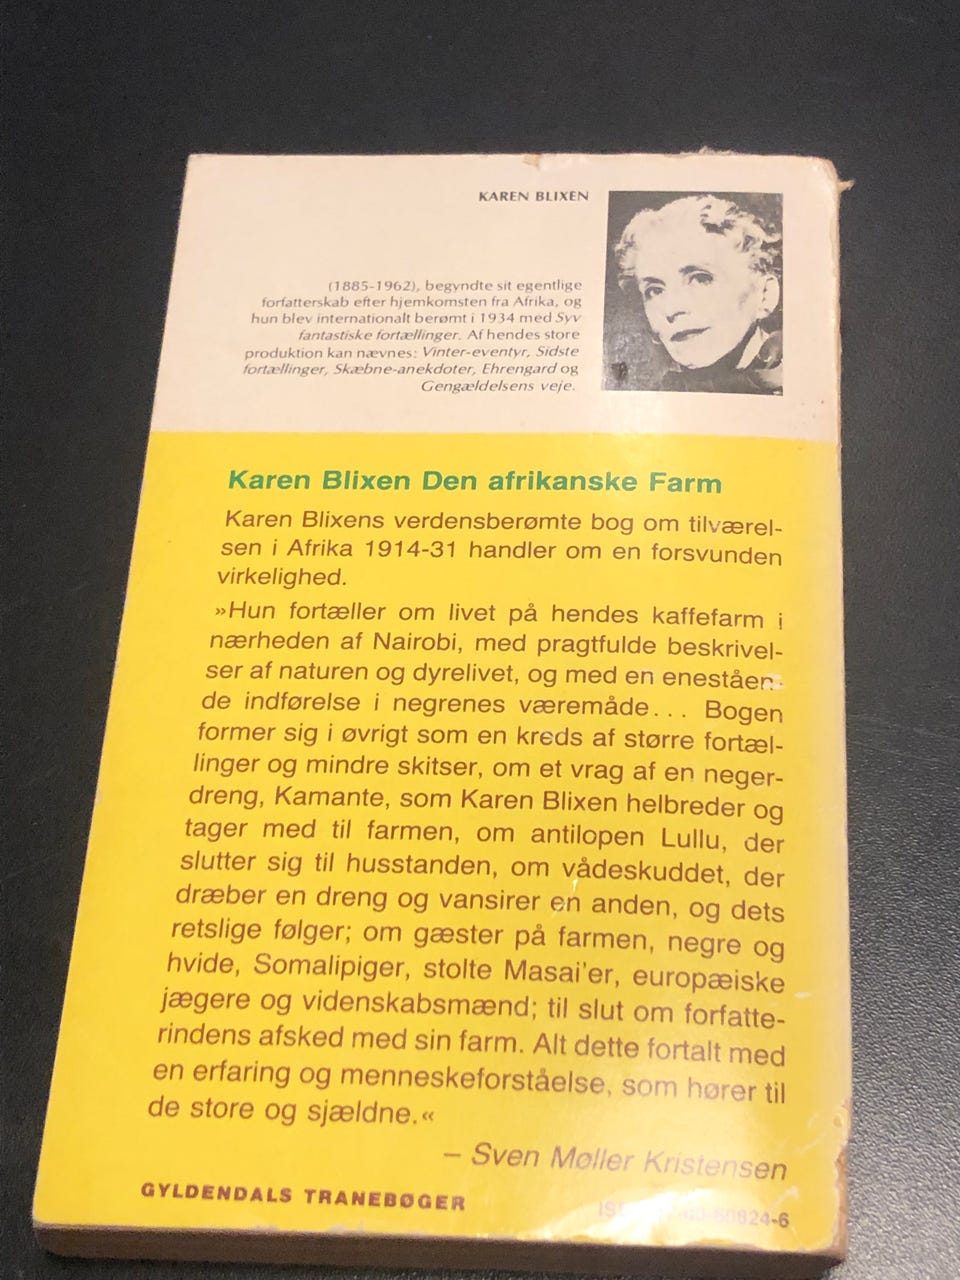 KAREN BLIXEN
(1885-1962), begyndte sit egentlige
forfatterskab efter hjemkomsten fra Afrika, og
hun blev internationalt berømt i 1934 med Syv
fantastiske fortællinger. Af hendes store
produktion kan nævnes: Vinter-eventyr, Sidste
fortællinger, Skæbne-anekdoter, Ehrengard og
Gengældelsens veje.
Karen Blixen Den afrikanske Farm
Karen Blixens verdensberømte bog om tilværel-
sen i Afrika 1914-31 handler om en forsvunden
virkelighed.
»Hun fortæller om livet på hendes kaffefarm i
nærheden af Nairobi, med pragtfulde beskrivel-
ser af naturen og dyrelivet, og med en eneståen-
de indførelse i negrenes væremåde... Bogen
former sig i øvrigt som en kreds af større fortæl-
linger og mindre skitser, om et vrag af en neger-
dreng, Kamante, som Karen Blixen helbreder og
tager med til farmen, om antilopen Lullu, der
slutter sig til husstanden, om vådeskuddet, der
dræber en dreng og vansirer en anden, og dets
retslige følger; om gæster på farmen, negre og
hvide, Somalipiger, stolte Masai'er, europæiske
jægere og videnskabsmænd; til slut om forfatte-
rindens afsked med sin farm. Alt dette fortalt med
en erfaring og menneskeforståelse, som hører til
de store og sjældne.«
– Sven Møller Kristensen
GYLDENDALS TRANEBØGER